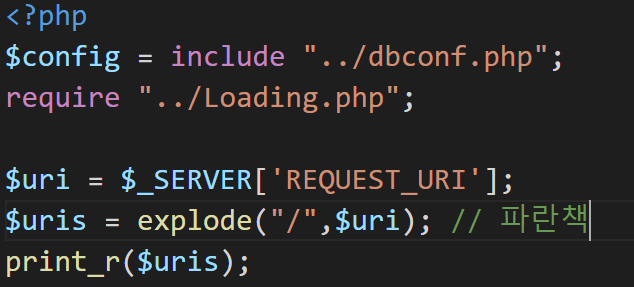 <?php
$config = include "../dbconf.php";
require "../Loading.php";
$uri = $_SERVER['REQUEST_URI'];
$uris = explode("/",$uri); // 파란책
print_r($uris);